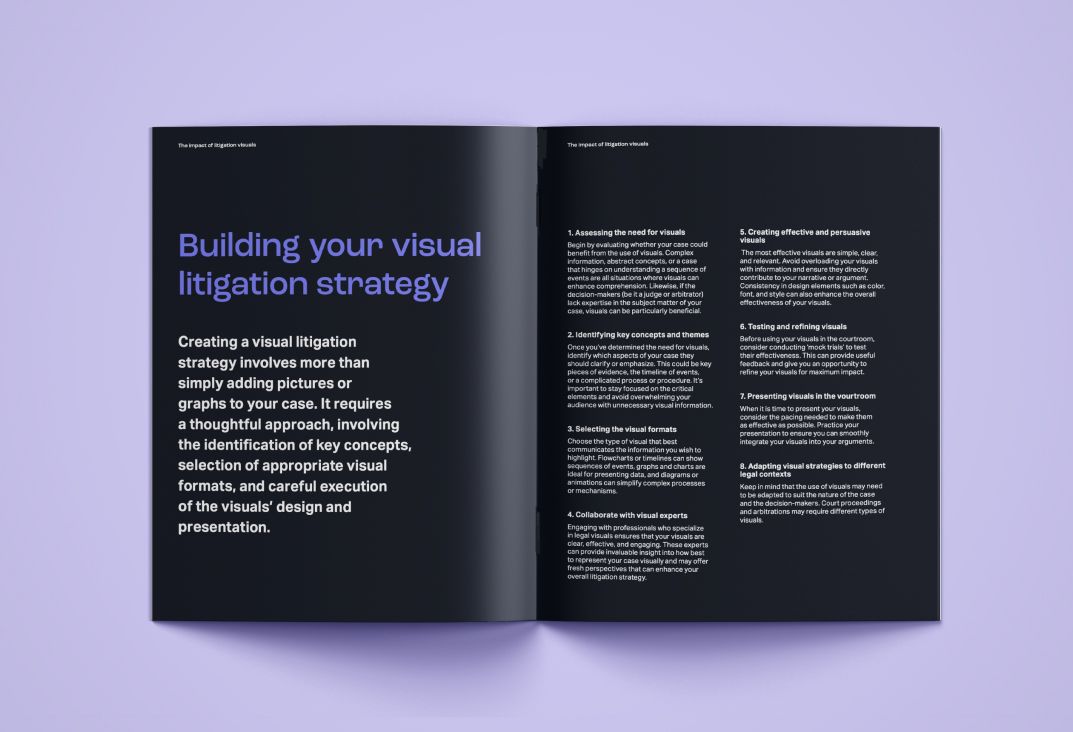 The impact of litigation visuals
Building your visual
litigation strategy
Creating a visual litigation
strategy involves more than
simply adding pictures or
graphs to your case. It requires
a thoughtful approach, involving
the identification of key concepts,
selection of appropriate visual
formats, and careful execution
of the visuals' design and
presentation.
The impact of litigation visuals
1. Assessing the need for visuals
Begin by evaluating whether your case could
benefit from the use of visuals. Complex
information, abstract concepts, or a case
that hinges on understanding a sequence of
events are all situations where visuals can
enhance comprehension. Likewise, if the
decision-makers (be it a judge or arbitrator)
lack expertise in the subject matter of your
case, visuals can be particularly beneficial.
2. Identifying key concepts and themes
Once you've determined the need for visuals,
identify which aspects of your case they
should clarify or emphasize. This could be key
pieces of evidence, the timeline of events,
or a complicated process or procedure. It's
important to stay focused on the critical
elements and avoid overwhelming your
audience with unnecessary visual information.
3. Selecting the visual formats
Choose the type of visual that best
communicates the information you wish to
highlight. Flowcharts or timelines can show
sequences of events, graphs and charts are
ideal for presenting data, and diagrams or
animations can simplify complex processes
or mechanisms.
4. Collaborate with visual experts
Engaging with professionals who specialize
in legal visuals ensures that your visuals are
clear, effective, and engaging. These experts
can provide invaluable insight into how best
to represent your case visually and may offer
fresh perspectives that can enhance your
overall litigation strategy.
5. Creating effective and persuasive
visuals
The most effective visuals are simple, clear,
and relevant. Avoid overloading your visuals
with information and ensure they directly
contribute to your narrative or argument.
Consistency in design elements such as color,
font, and style can also enhance the overall
effectiveness of your visuals.
6. Testing and refining visuals
Before using your visuals in the courtroom,
consider conducting 'mock trials' to test
their effectiveness. This can provide useful
feedback and give you an opportunity to
refine your visuals for maximum impact.
7. Presenting visuals in the vourtroom
When it is time to present your visuals,
consider the pacing needed to make them
as effective as possible. Practice your
presentation to ensure you can smoothly
integrate your visuals into your arguments.
8. Adapting visual strategies to different
legal contexts
Keep in mind that the use of visuals may need
to be adapted to suit the nature of the case
and the decision-makers. Court proceedings
and arbitrations may require different types of
visuals.